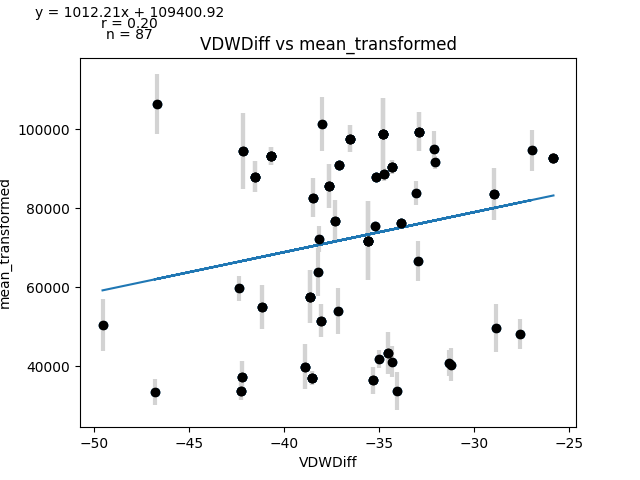 y = 1012.21x + 109400.92
r = 0.20
n = 87
VDWDiff vs mean_transformed
mean_transformed
100000
80000
60000
40000
−50
−45
−40
−35
−30
−25
VDWDiff